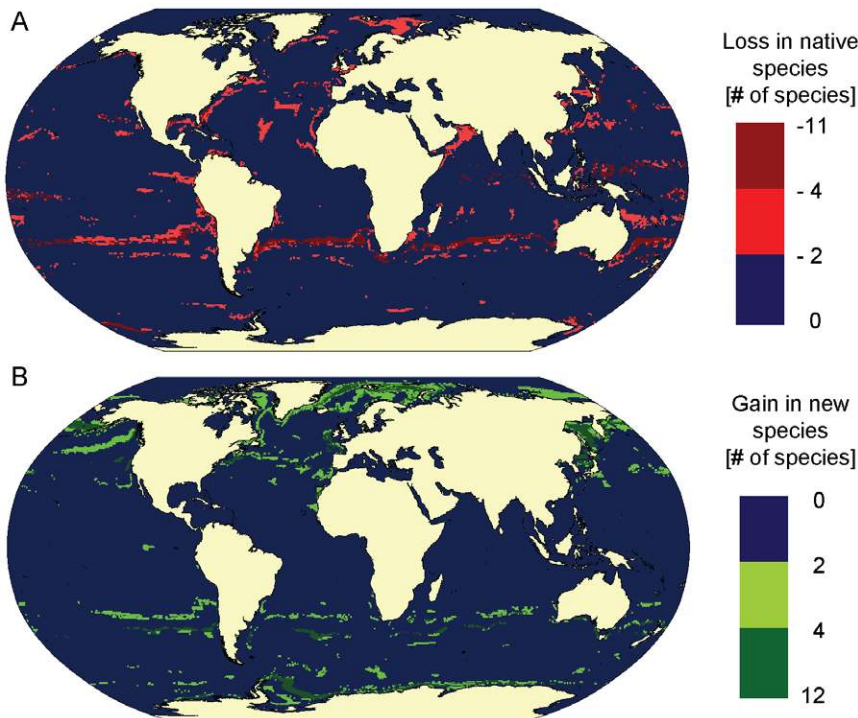 A
Loss in native
species
[# of species]
-11
- 4
- 2
0
B
Gain in new
species
[# of species]
0
2
4
12